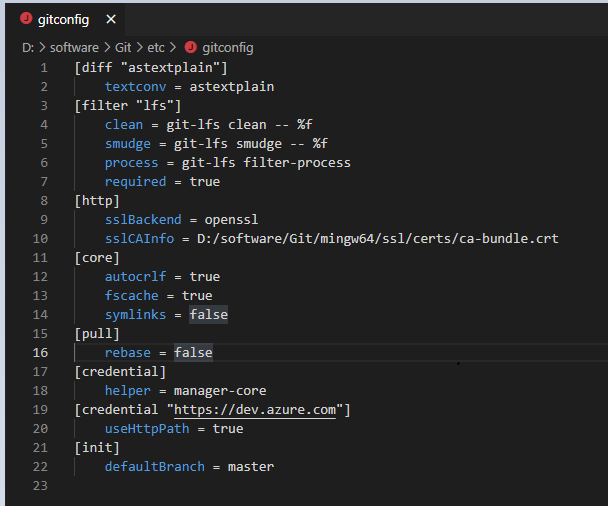 gitconfig ×
D: > software > Git > etc > gitconfig
1 [diff "astextplain"]
2     textconv = astextplain
3 [filter "lfs"]
4     clean = git-lfs clean -- %f
5     smudge = git-lfs smudge -- %f
6     process = git-lfs filter-process
7     required = true
8 [http]
9     sslBackend = openssl
10     sslCAInfo = D:/software/Git/mingw64/ssl/certs/ca-bundle.crt
11 [core]
12     autocrlf = true
13     fscache = true
14     symlinks = false
15 [pull]
16     rebase = false
17 [credential]
18     helper = manager-core
19 [credential "https://dev.azure.com"]
20     useHttpPath = true
21 [init]
22     defaultBranch = master
23